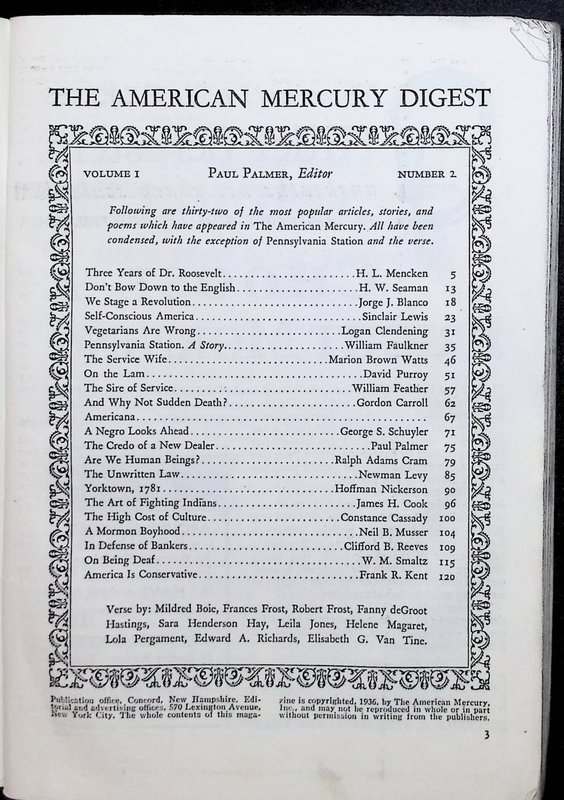 THE AMERICAN MERCURY DIGEST
VOLUME I PAUL PALMER, Editor NUMBER 2
Following are thirty-two of the most popular articles, stories, and
poems which have appeared in The American Mercury. All have been
condensed, with the exception of Pennsylvania Station and the verse.
Three Years of Dr. Roosevelt........................H. L. Mencken 5
Don't Bow Down to the English......................H. W. Seaman 13
We Stage a Revolution..............................Jorge J. Blanco 18
Self-Conscious America..............................Sinclair Lewis 23
Vegetarians Are Wrong...........................Logan Clendening 31
Pennsylvania Station. A Story.....................William Faulkner 35
The Service Wife.............................Marion Brown Watts 46
On the Lam........................................David Purroy 51
The Sire of Service................................William Feather 57
And Why Not Sudden Death?.......................Gordon Carroll 62
Americana..................................................... 67
A Negro Looks Ahead...........................George S. Schuyler 71
The Credo of a New Dealer..........................Paul Palmer 75
Are We Human Beings?.........................Ralph Adams Cram 79
The Unwritten Law................................Newman Levy 85
Yorktown, 1781................................Hoffman Nickerson 90
The Art of Fighting Indians.........................James H. Cook 96
The High Cost of Culture.........................Constance Cassady 100
A Mormon Boyhood................................Neil B. Musser 104
In Defense of Bankers............................Clifford B. Reeves 109
On Being Deaf.....................................W. M. Smaltz 115
America Is Conservative.............................Frank R. Kent 120
Verse by: Mildred Boie, Frances Frost, Robert Frost, Fanny deGroot
Hastings, Sara Henderson Hay, Leila Jones, Helene Magaret,
Lola Pergament, Edward A. Richards, Elisabeth G. Van Tine.
Publication office, Concord, New Hampshire. Edi-
torial and advertising offices, 570 Lexington Avenue,
New York City. The whole contents of this maga-
zine is copyrighted, 1936, by The American Mercury,
Inc., and may not be reproduced in whole or in part
without permission in writing from the publishers.
3